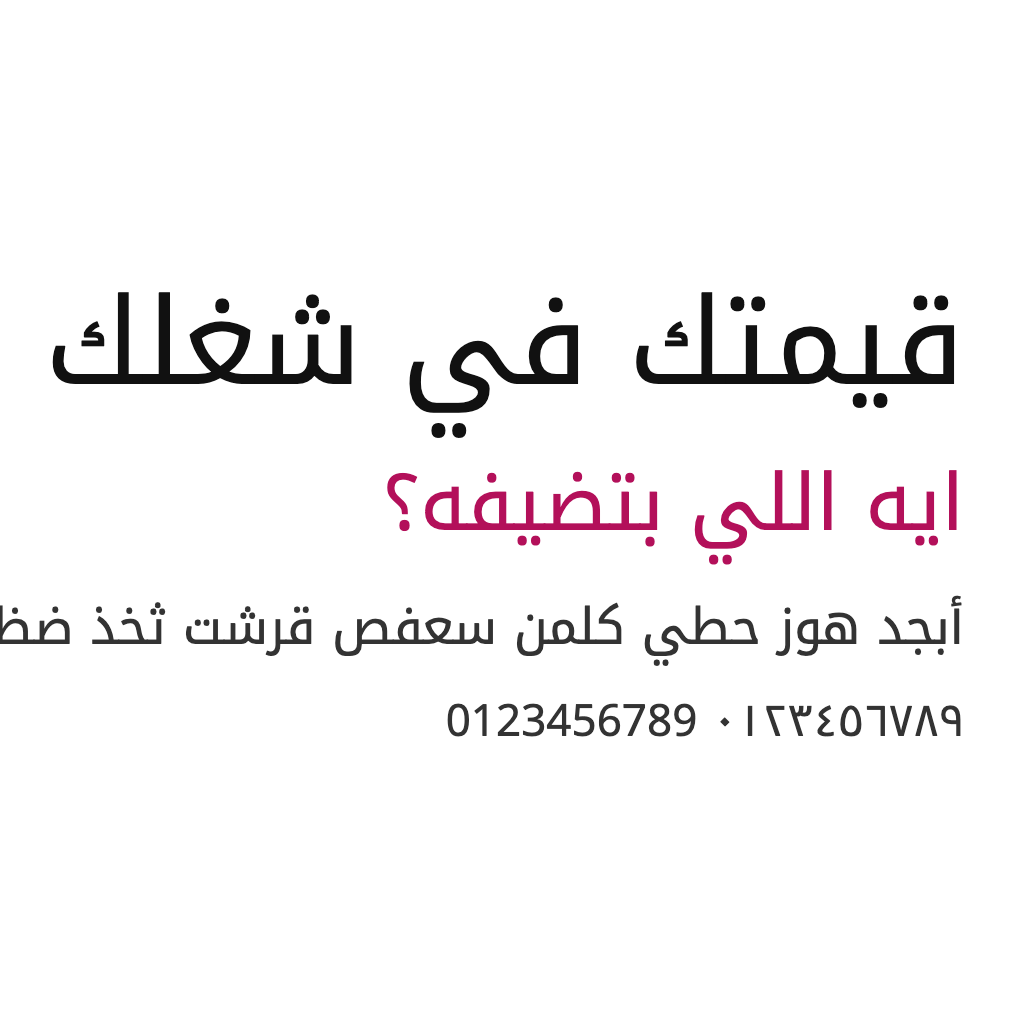 قيمتك في شغلك
ايه اللي بتضيفه؟
أبجد هوز حطي كلمن سعفص قرشت ثخذ ضظ
٠١٢٣٤٥٦٧٨٩ 0123456789